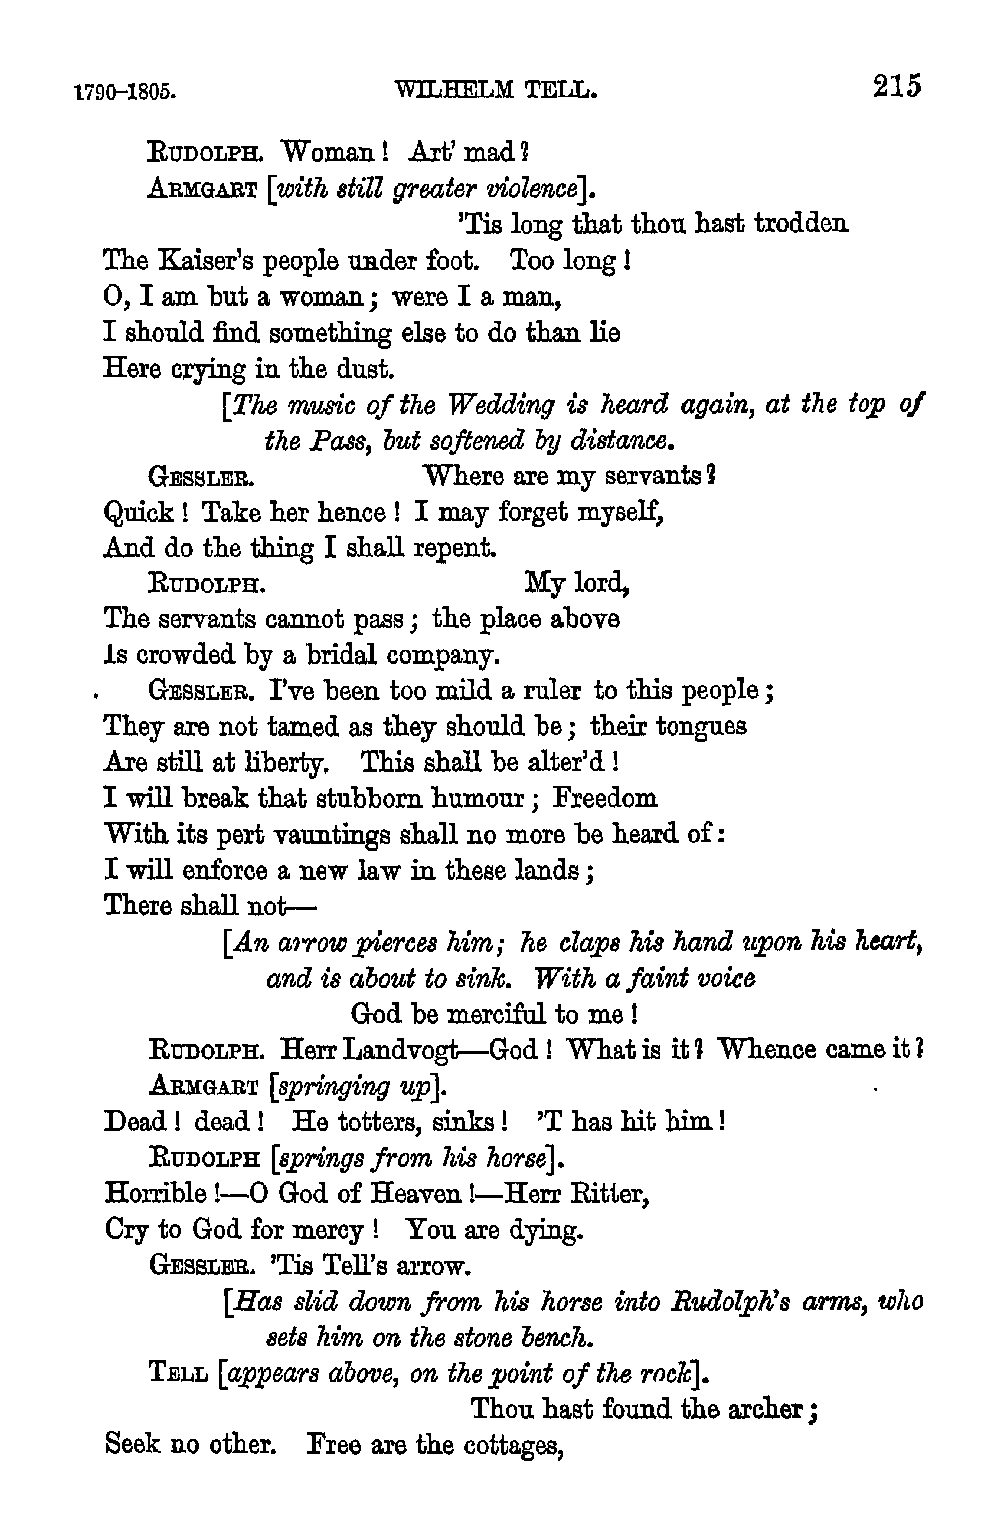 1790–1805. WILHELM TELL. 215
RUDOLPH. Woman! Art' mad?
ARMGART [with still greater violence].
'Tis long that thou hast trodden
The Kaiser's people under foot. Too long!
O, I am but a woman; were I a man,
I should find something else to do than lie
Here crying in the dust.
[The music of the Wedding is heard again, at the top of
the Pass, but softened by distance.
GESSLER. Where are my servants?
Quick! Take her hence! I may forget myself,
And do the thing I shall repent.
RUDOLPH. My lord,
The servants cannot pass; the place above
Is crowded by a bridal company.
GESSLER. I've been too mild a ruler to this people;
They are not tamed as they should be; their tongues
Are still at liberty. This shall be alter'd!
I will break that stubborn humour; Freedom
With its pert vauntings shall no more be heard of:
I will enforce a new law in these lands;
There shall not—
[An arrow pierces him; he claps his hand upon his heart,
and is about to sink. With a faint voice
God be merciful to me!
RUDOLPH. Herr Landvogt—God! What is it? Whence came it?
ARMGART [springing up].
Dead! dead! He totters, sinks! 'T has hit him!
RUDOLPH [springs from his horse].
Horrible!—O God of Heaven!—Herr Ritter,
Cry to God for mercy! You are dying.
GESSLER. 'Tis Tell's arrow.
[Has slid down from his horse into Rudolph's arms, who
sets him on the stone bench.
TELL [appears above, on the point of the rock].
Thou hast found the archer;
Seek no other. Free are the cottages,